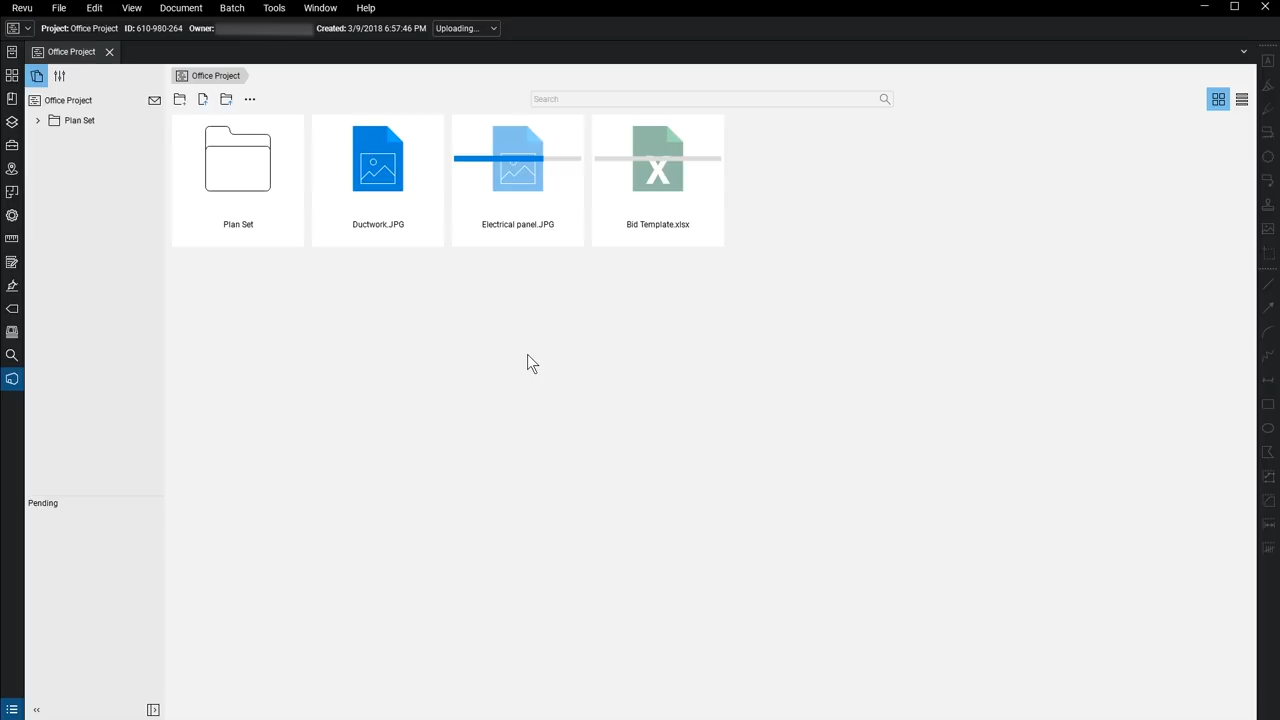 Revu File Edit View Document Batch Tools Window Help
Project: Office Project ID: 610-980-264 Owner: Created: 3/9/2018 6:57:46 PM Uploading...
Office Project
Office Project
Search
Office Project
Plan Set
Plan Set Ductwork.JPG Electrical panel.JPG Bid Template.xlsx
Pending